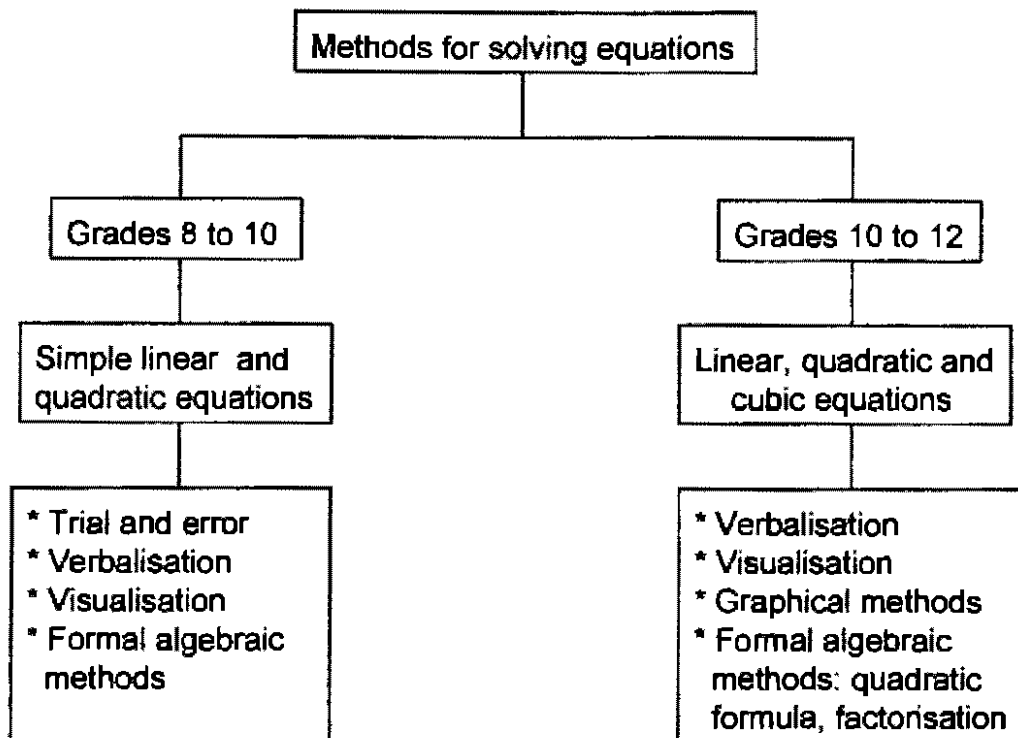 Methods for solving equations
Grades 8 to 10
Grades 10 to 12
Simple linear and
quadratic equations
Linear, quadratic and
cubic equations
* Trial and error
* Verbalisation
* Visualisation
* Formal algebraic
methods
* Verbalisation
* Visualisation
* Graphical methods
* Formal algebraic
methods: quadratic
formula, factorisation